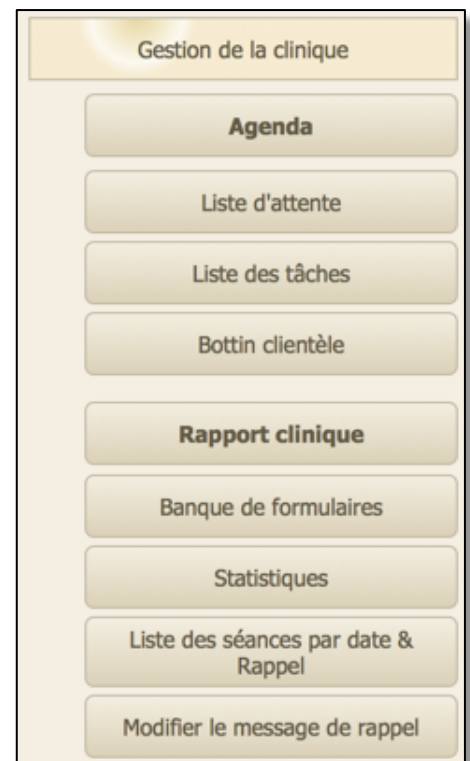 Gestion de la clinique
Agenda
Liste d'attente
Liste des tâches
Bottin clientèle
Rapport clinique
Banque de formulaires
Statistiques
Liste des séances par date &
Rappel
Modifier le message de rappel